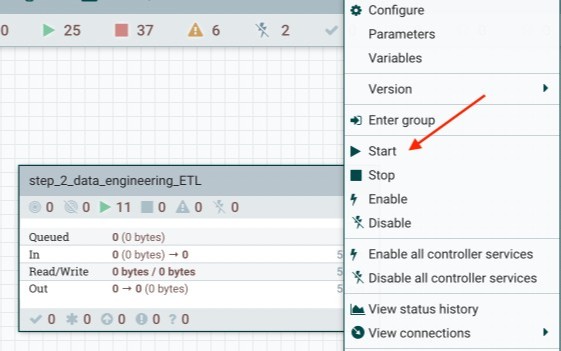 0 25 37 6 2
Configure
Parameters
Variables
Version
Enter group
Start
Stop
Enable
Disable
Enable all controller services
Disable all controller services
View status history
View connections
step_2_data_engineering_ETL
0 0 11 0 0 0
Queued 0 (0 bytes)
In 0 (0 bytes) → 0 5
Read/Write 0 bytes / 0 bytes 5
Out 0 → 0 (0 bytes) 5
0 0 0 0 ? 0